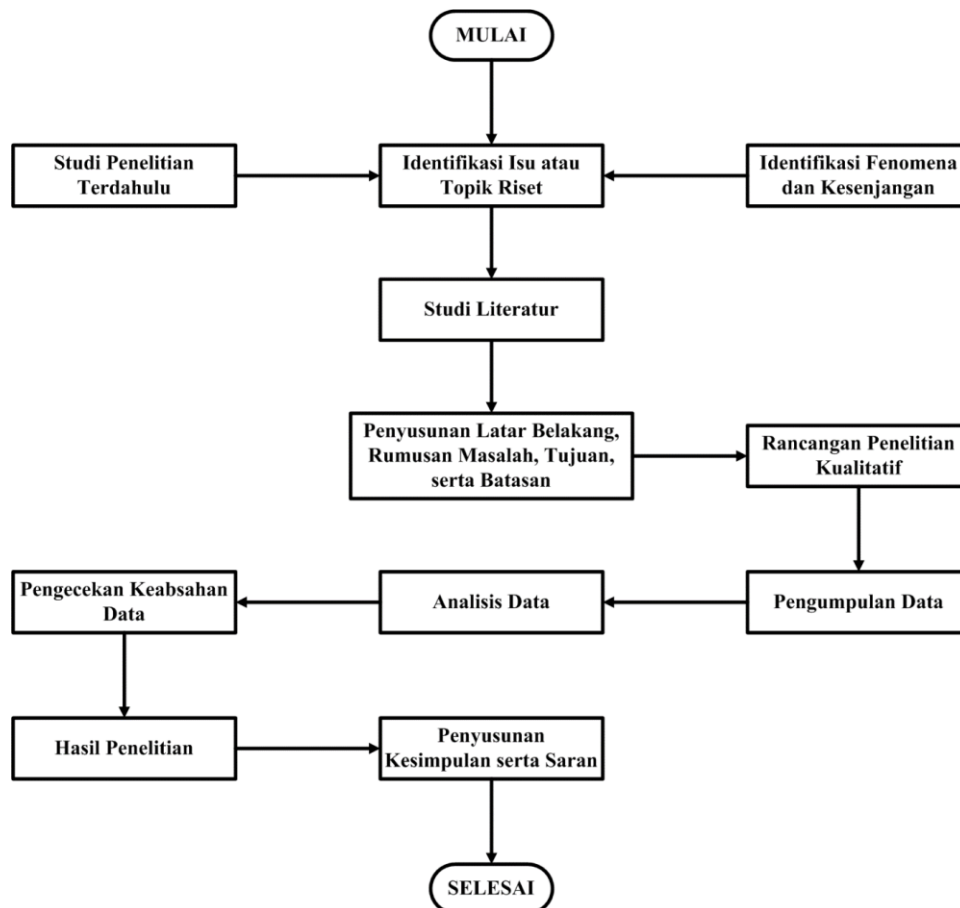 MULAI
Studi Penelitian
Terdahulu
Identifikasi Isu atau
Topik Riset
Identifikasi Fenomena
dan Kesenjangan
Studi Literatur
Penyusunan Latar Belakang,
Rumusan Masalah, Tujuan,
serta Batasan
Rancangan Penelitian
Kualitatif
Pengecekan Keabsahan
Data
Analisis Data
Pengumpulan Data
Hasil Penelitian
Penyusunan
Kesimpulan serta Saran
SELESAI